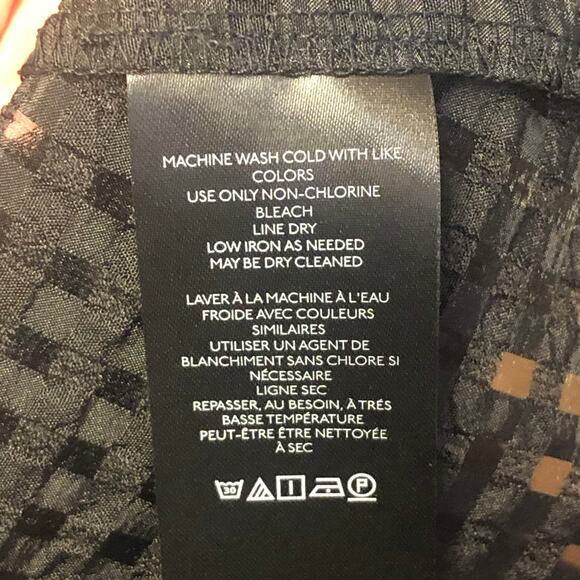 MACHINE WASH COLD WITH LIKE
COLORS
USE ONLY NON-CHLORINE
BLEACH
LINE DRY
LOW IRON AS NEEDED
MAY BE DRY CLEANED
LAVER À LA MACHINE À L'EAU
FROIDE AVEC COULEURS
SIMILAIRES
UTILISER UN AGENT DE
BLANCHIMENT SANS CHLORE SI
NÉCESSAIRE
LIGNE SEC
REPASSER, AU BESOIN, À TRÉS
BASSE TEMPÉRATURE
PEUT-ÊTRE ÊTRE NETTOYÉE
À SEC
30 P